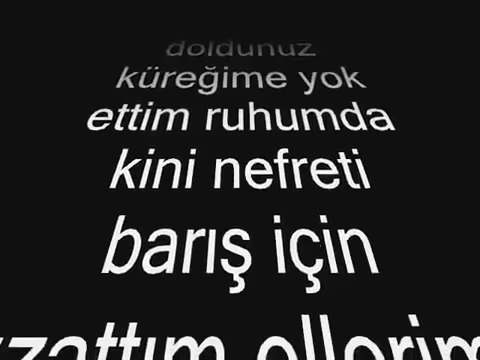 doldunuz
küreğime yok
ettim ruhumda
kini nefreti
barış için